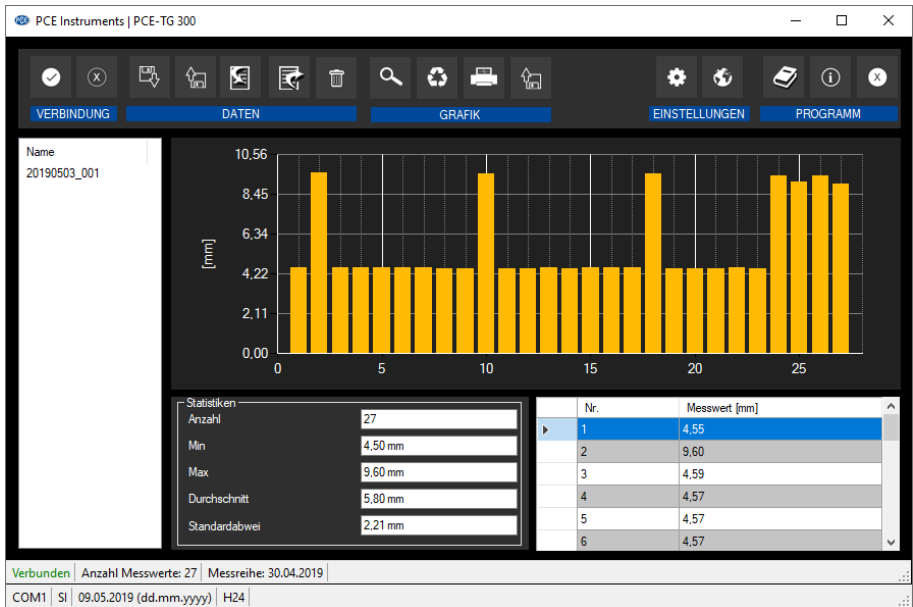 PCE Instruments | PCE-TG 300
VERBINDUNG DATEN GRAFIK EINSTELLUNGEN PROGRAMM
Name
20190503_001
10,56
8,45
6,34
4,22
2,11
0,00
[mm]
0 5 10 15 20 25
Statistiken
Anzahl 27
Min 4,50 mm
Max 9,60 mm
Durchschnitt 5,80 mm
Standardabwei 2,21 mm
Nr. Messwert [mm]
1 4,55
2 9,60
3 4,59
4 4,57
5 4,57
6 4,57
Verbunden Anzahl Messwerte: 27 Messreihe: 30.04.2019
COM1 SI 09.05.2019 (dd.mm.yyyy) H24